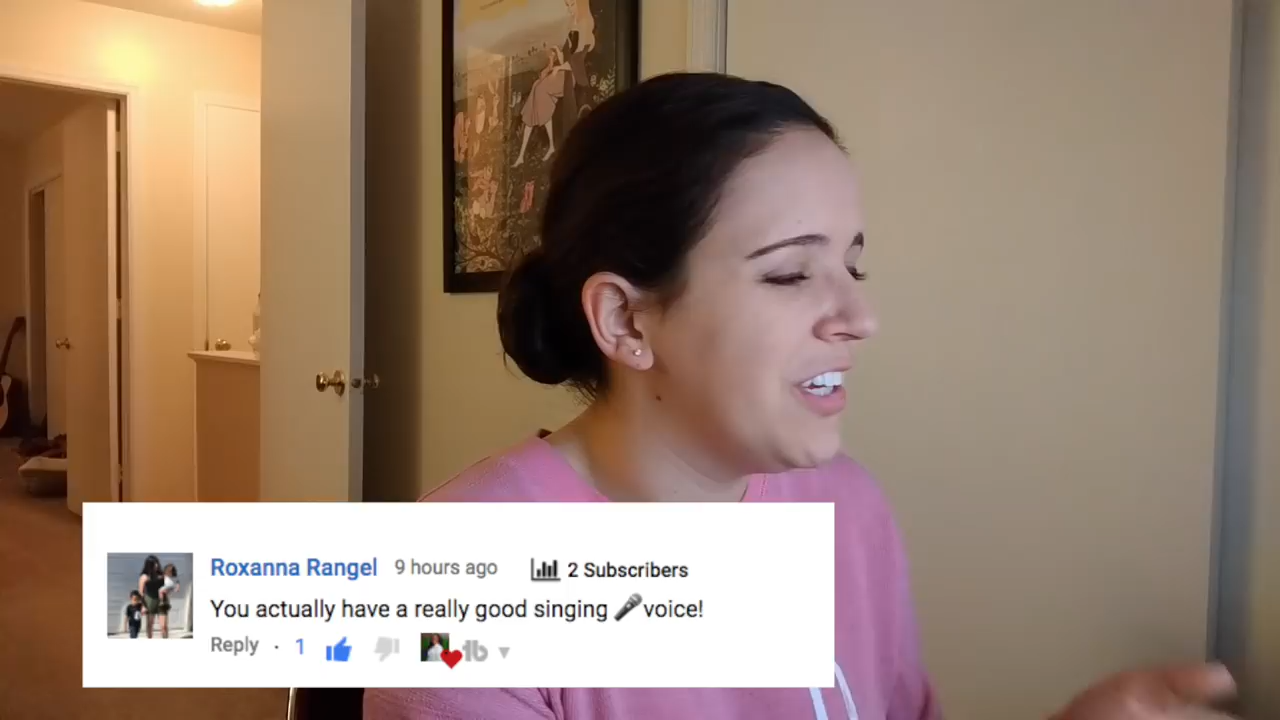 Roxanna Rangel 9 hours ago 2 Subscribers
You actually have a really good singing 🎤 voice!
Reply · 1